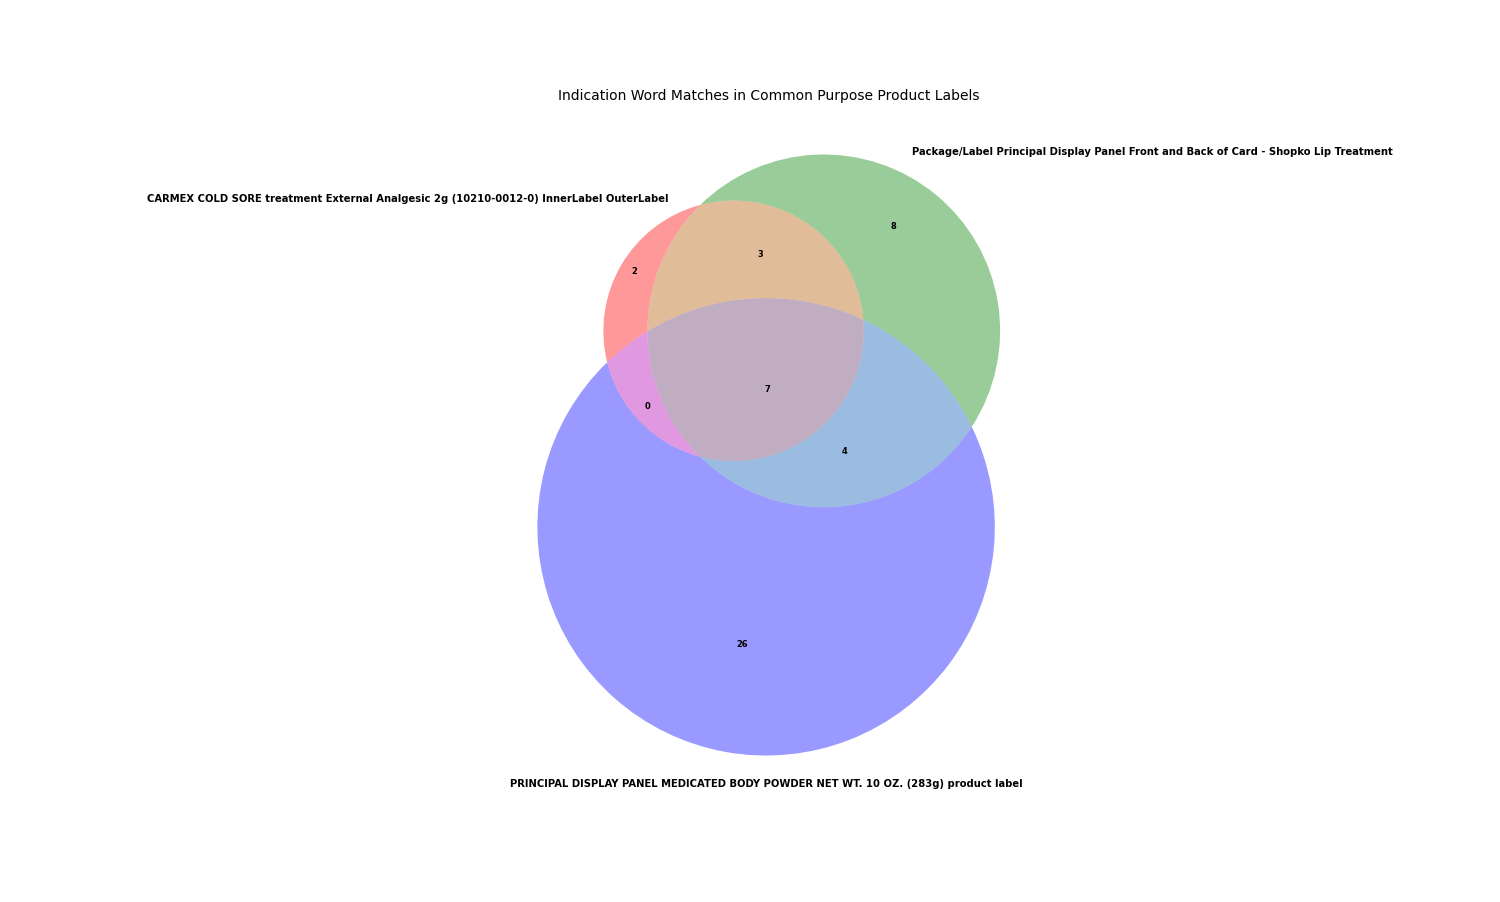 Indication Word Matches in Common Purpose Product Labels
Package/Label Principal Display Panel Front and Back of Card - Shopko Lip Treatment
CARMEX COLD SORE treatment External Analgesic 2g (10210-0012-0) InnerLabel OuterLabel
8
3
2
7
0
4
26
PRINCIPAL DISPLAY PANEL MEDICATED BODY POWDER NET WT. 10 OZ. (283g) product label